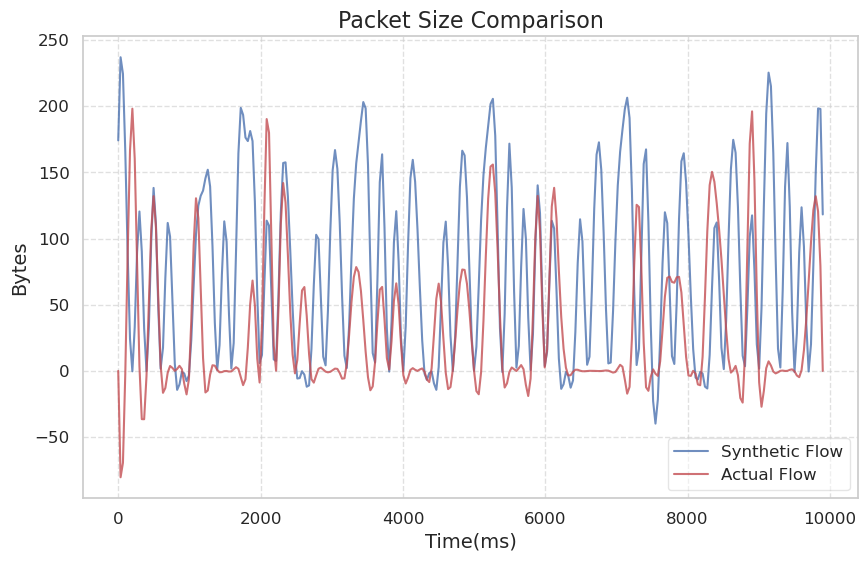 Packet Size Comparison
250
200
150
100
50
0
−50
Bytes
0 2000 4000 6000 8000 10000
Time(ms)
Synthetic Flow
Actual Flow